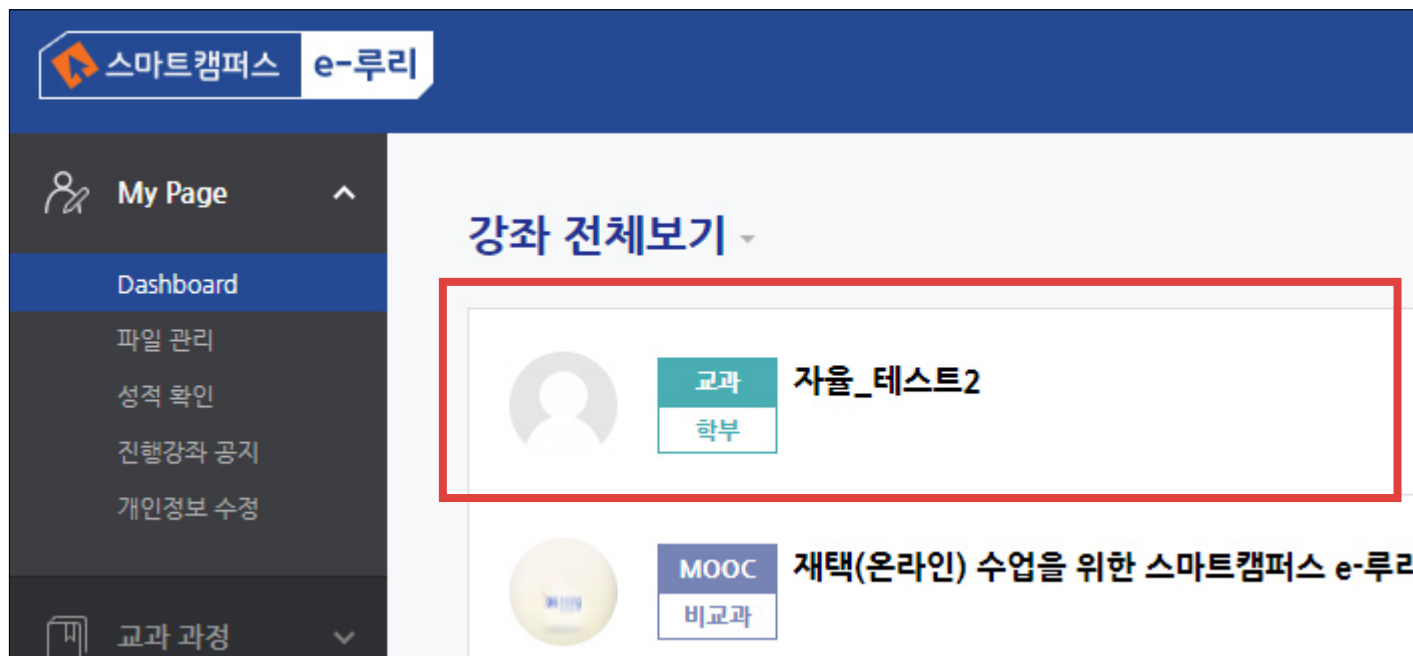 스마트캠퍼스 e-루리
My Page
Dashboard
파일 관리
성적 확인
진행강좌 공지
개인정보 수정
교과 과정
강좌 전체보기
교과
학부
자율_테스트2
MOOC
비교과
재택(온라인) 수업을 위한 스마트캠퍼스 e-루리